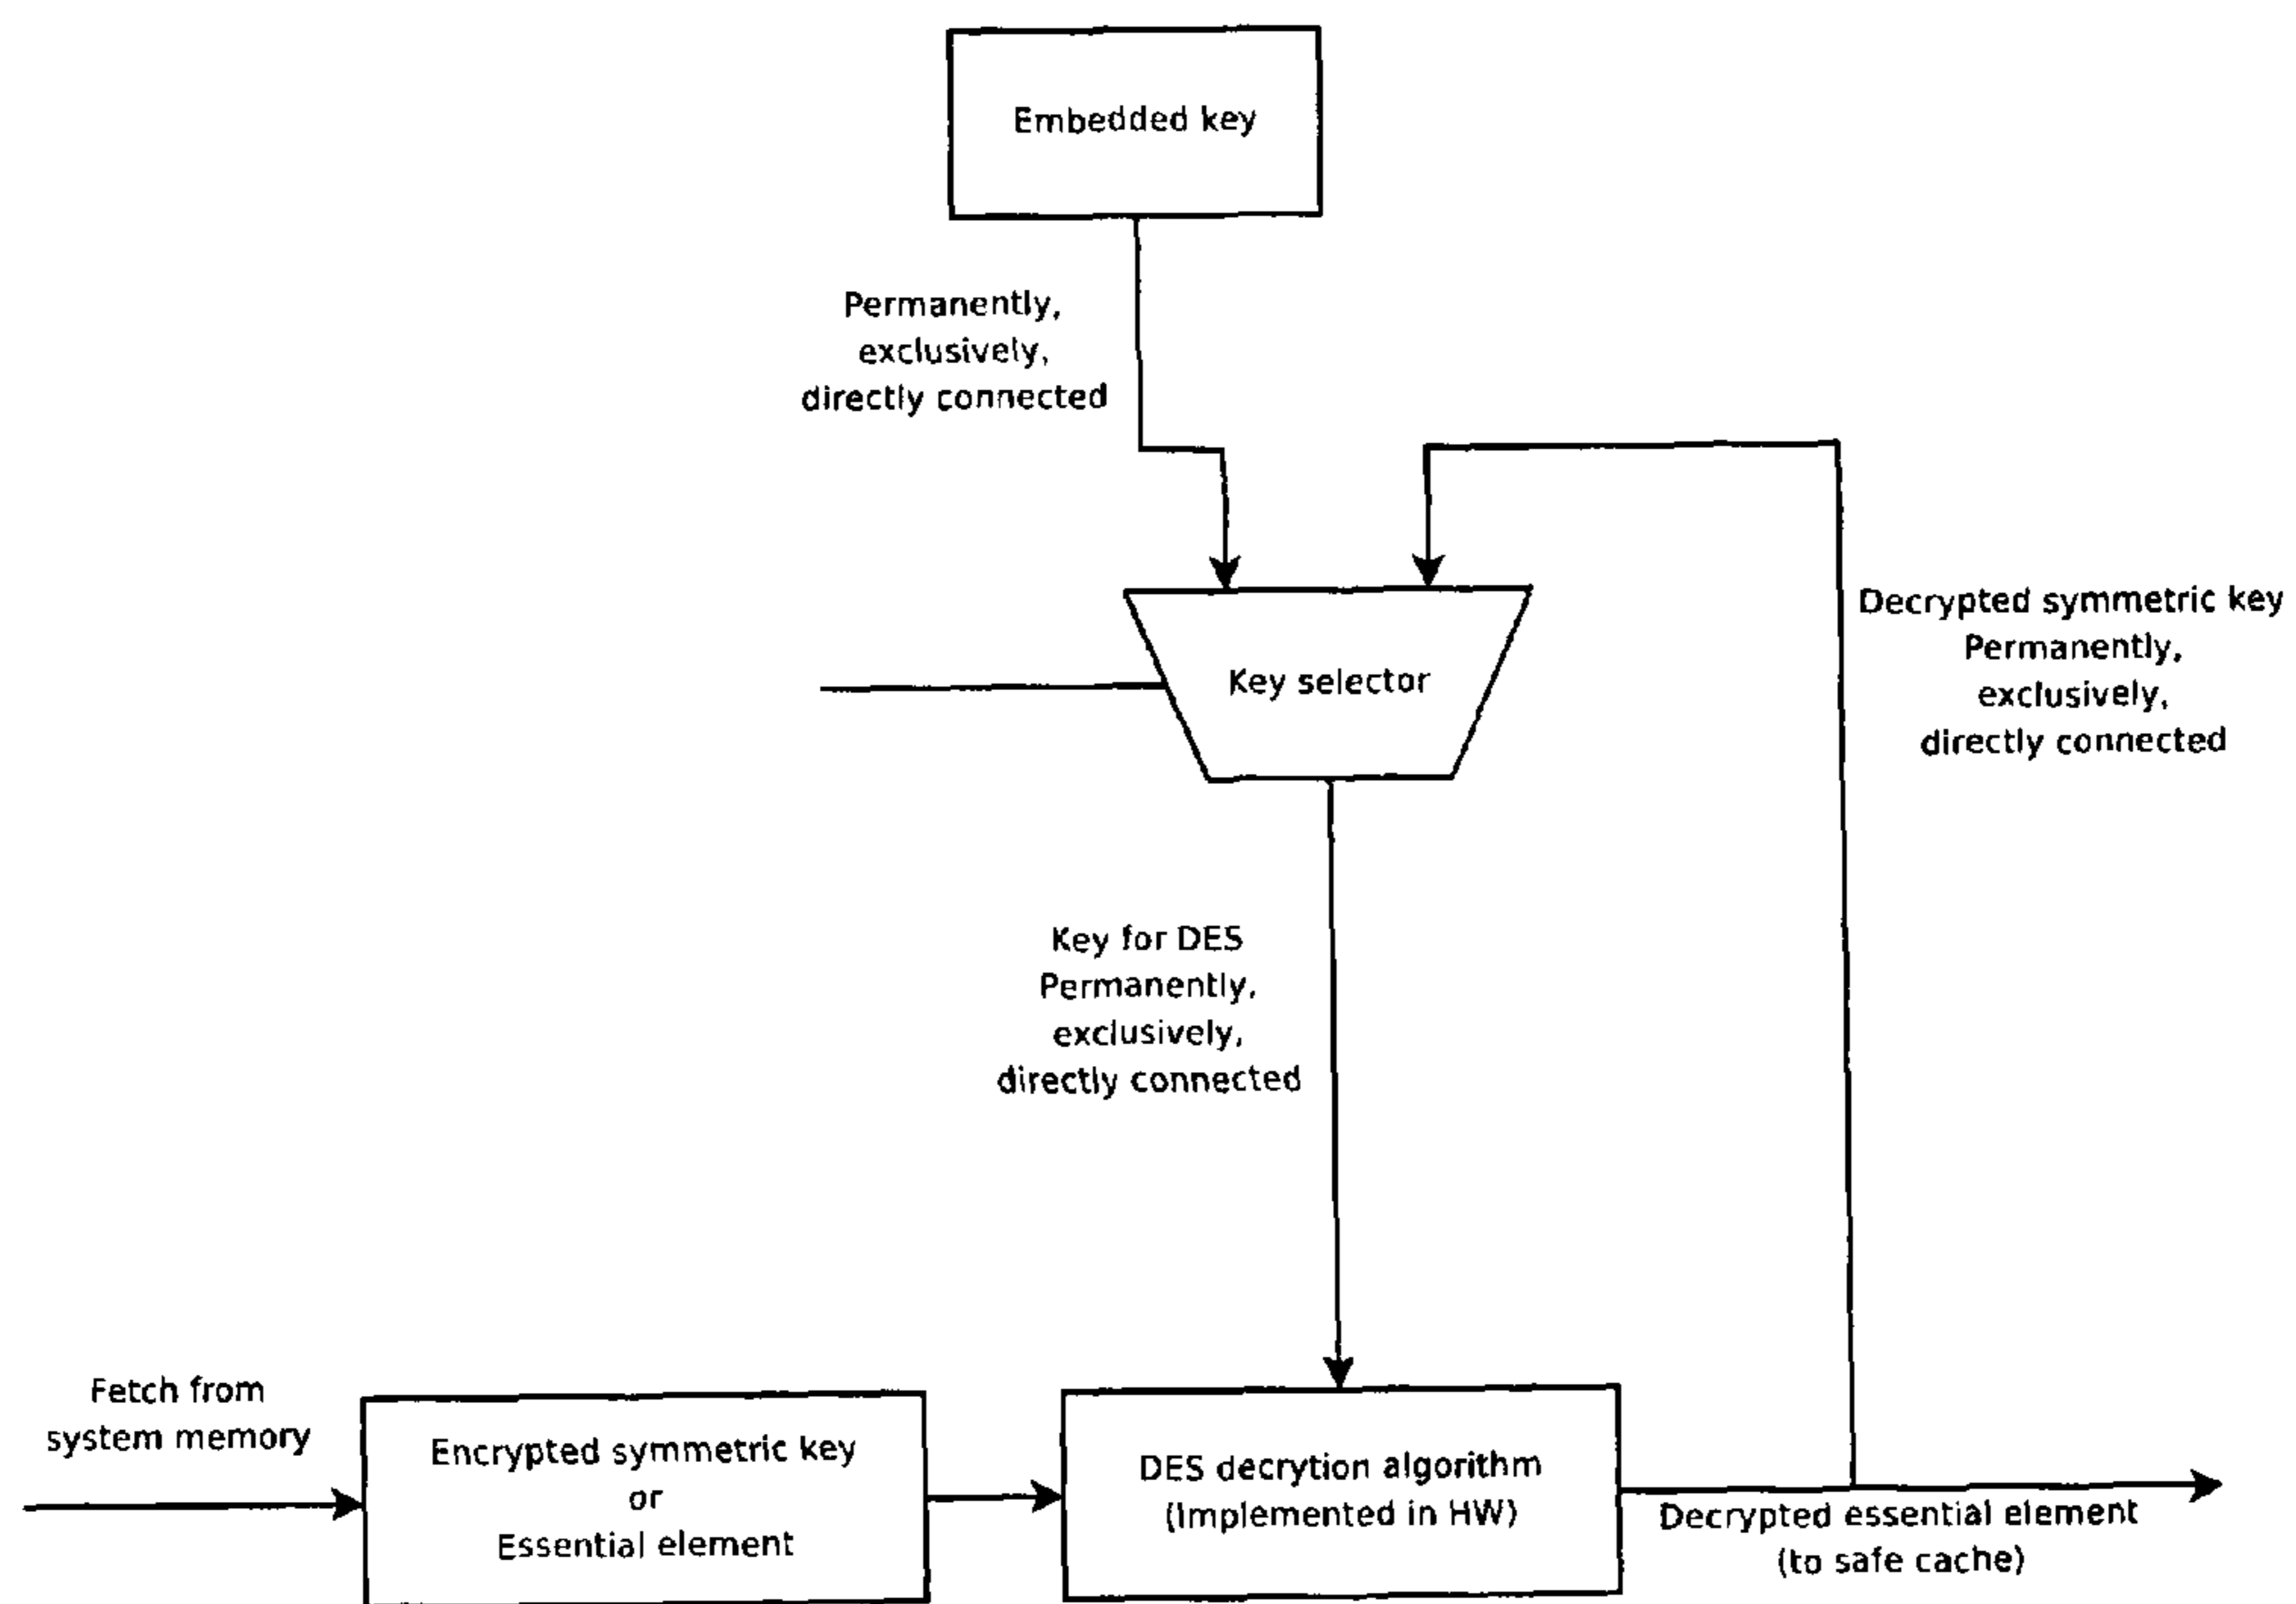 Embedded key
Permanently,
exclusively,
directly connected
Decrypted symmetric key
Permanently,
exclusively,
directly connected
Key selector
Key for DES
Permanently,
exclusively,
directly connected
Fetch from
system memory
Encrypted symmetric key
or
Essential element
DES decrytion algorithm
(Implemented in HW)
Decrypted essential element
(to safe cache)